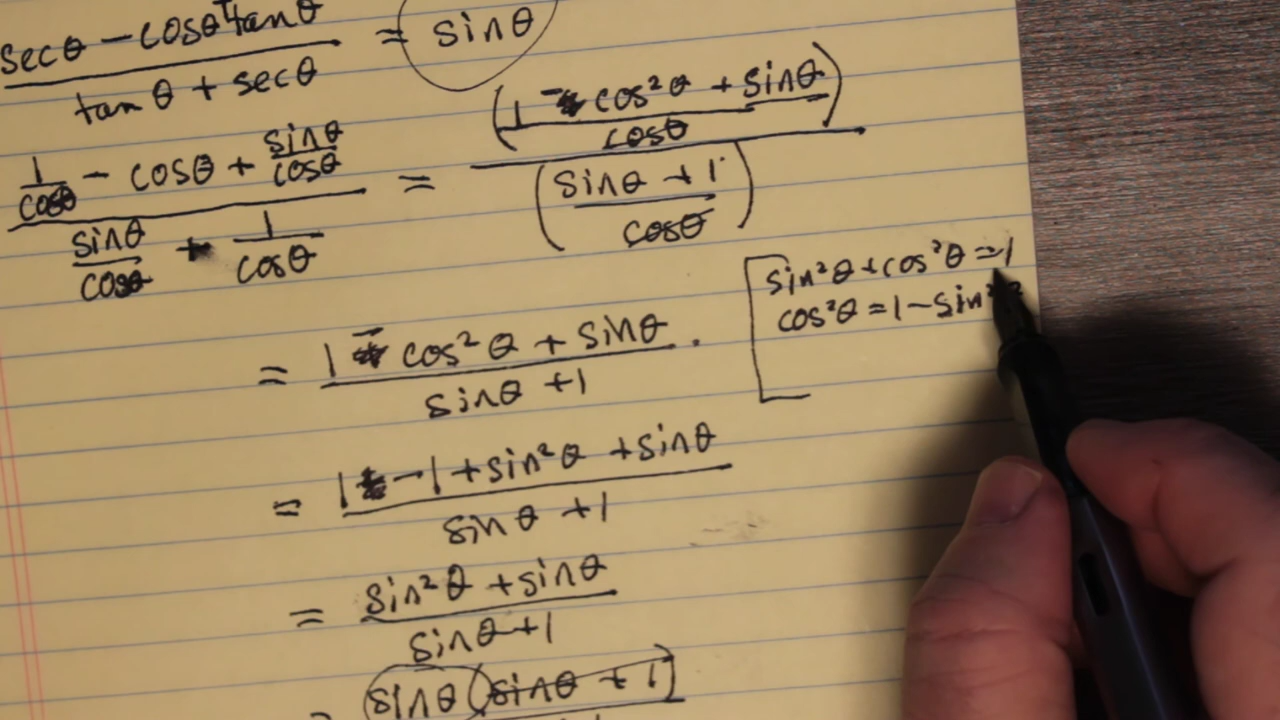 secθ - cosθ + tanθ / tanθ + secθ = sinθ
1/cosθ - cosθ + sinθ/cosθ / sinθ/cosθ + 1/cosθ = (1 - cos²θ + sinθ / cosθ) / (sinθ + 1 / cosθ)
sin²θ + cos²θ = 1
cos²θ = 1 - sin²
= 1 - cos²θ + sinθ / sinθ + 1 .
= 1 - 1 + sin²θ + sinθ / sinθ + 1
= sin²θ + sinθ / sinθ + 1
= sinθ (sinθ + 1)